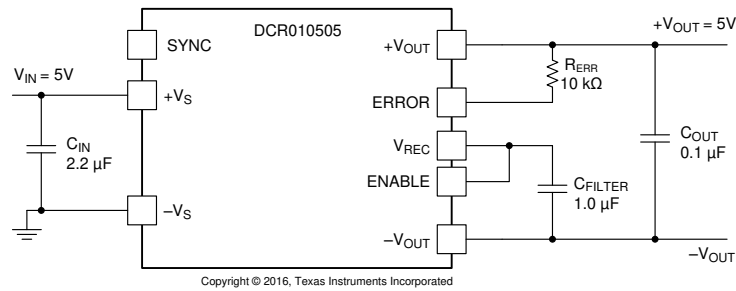 DCR010505
SYNC
+VOUT
+VOUT = 5V
VIN = 5V
+VS
RERR
10 kΩ
ERROR
CIN
2.2 µF
VREC
COUT
0.1 µF
ENABLE
CFILTER
1.0 µF
–VS
–VOUT
–VOUT
Copyright © 2016, Texas Instruments Incorporated